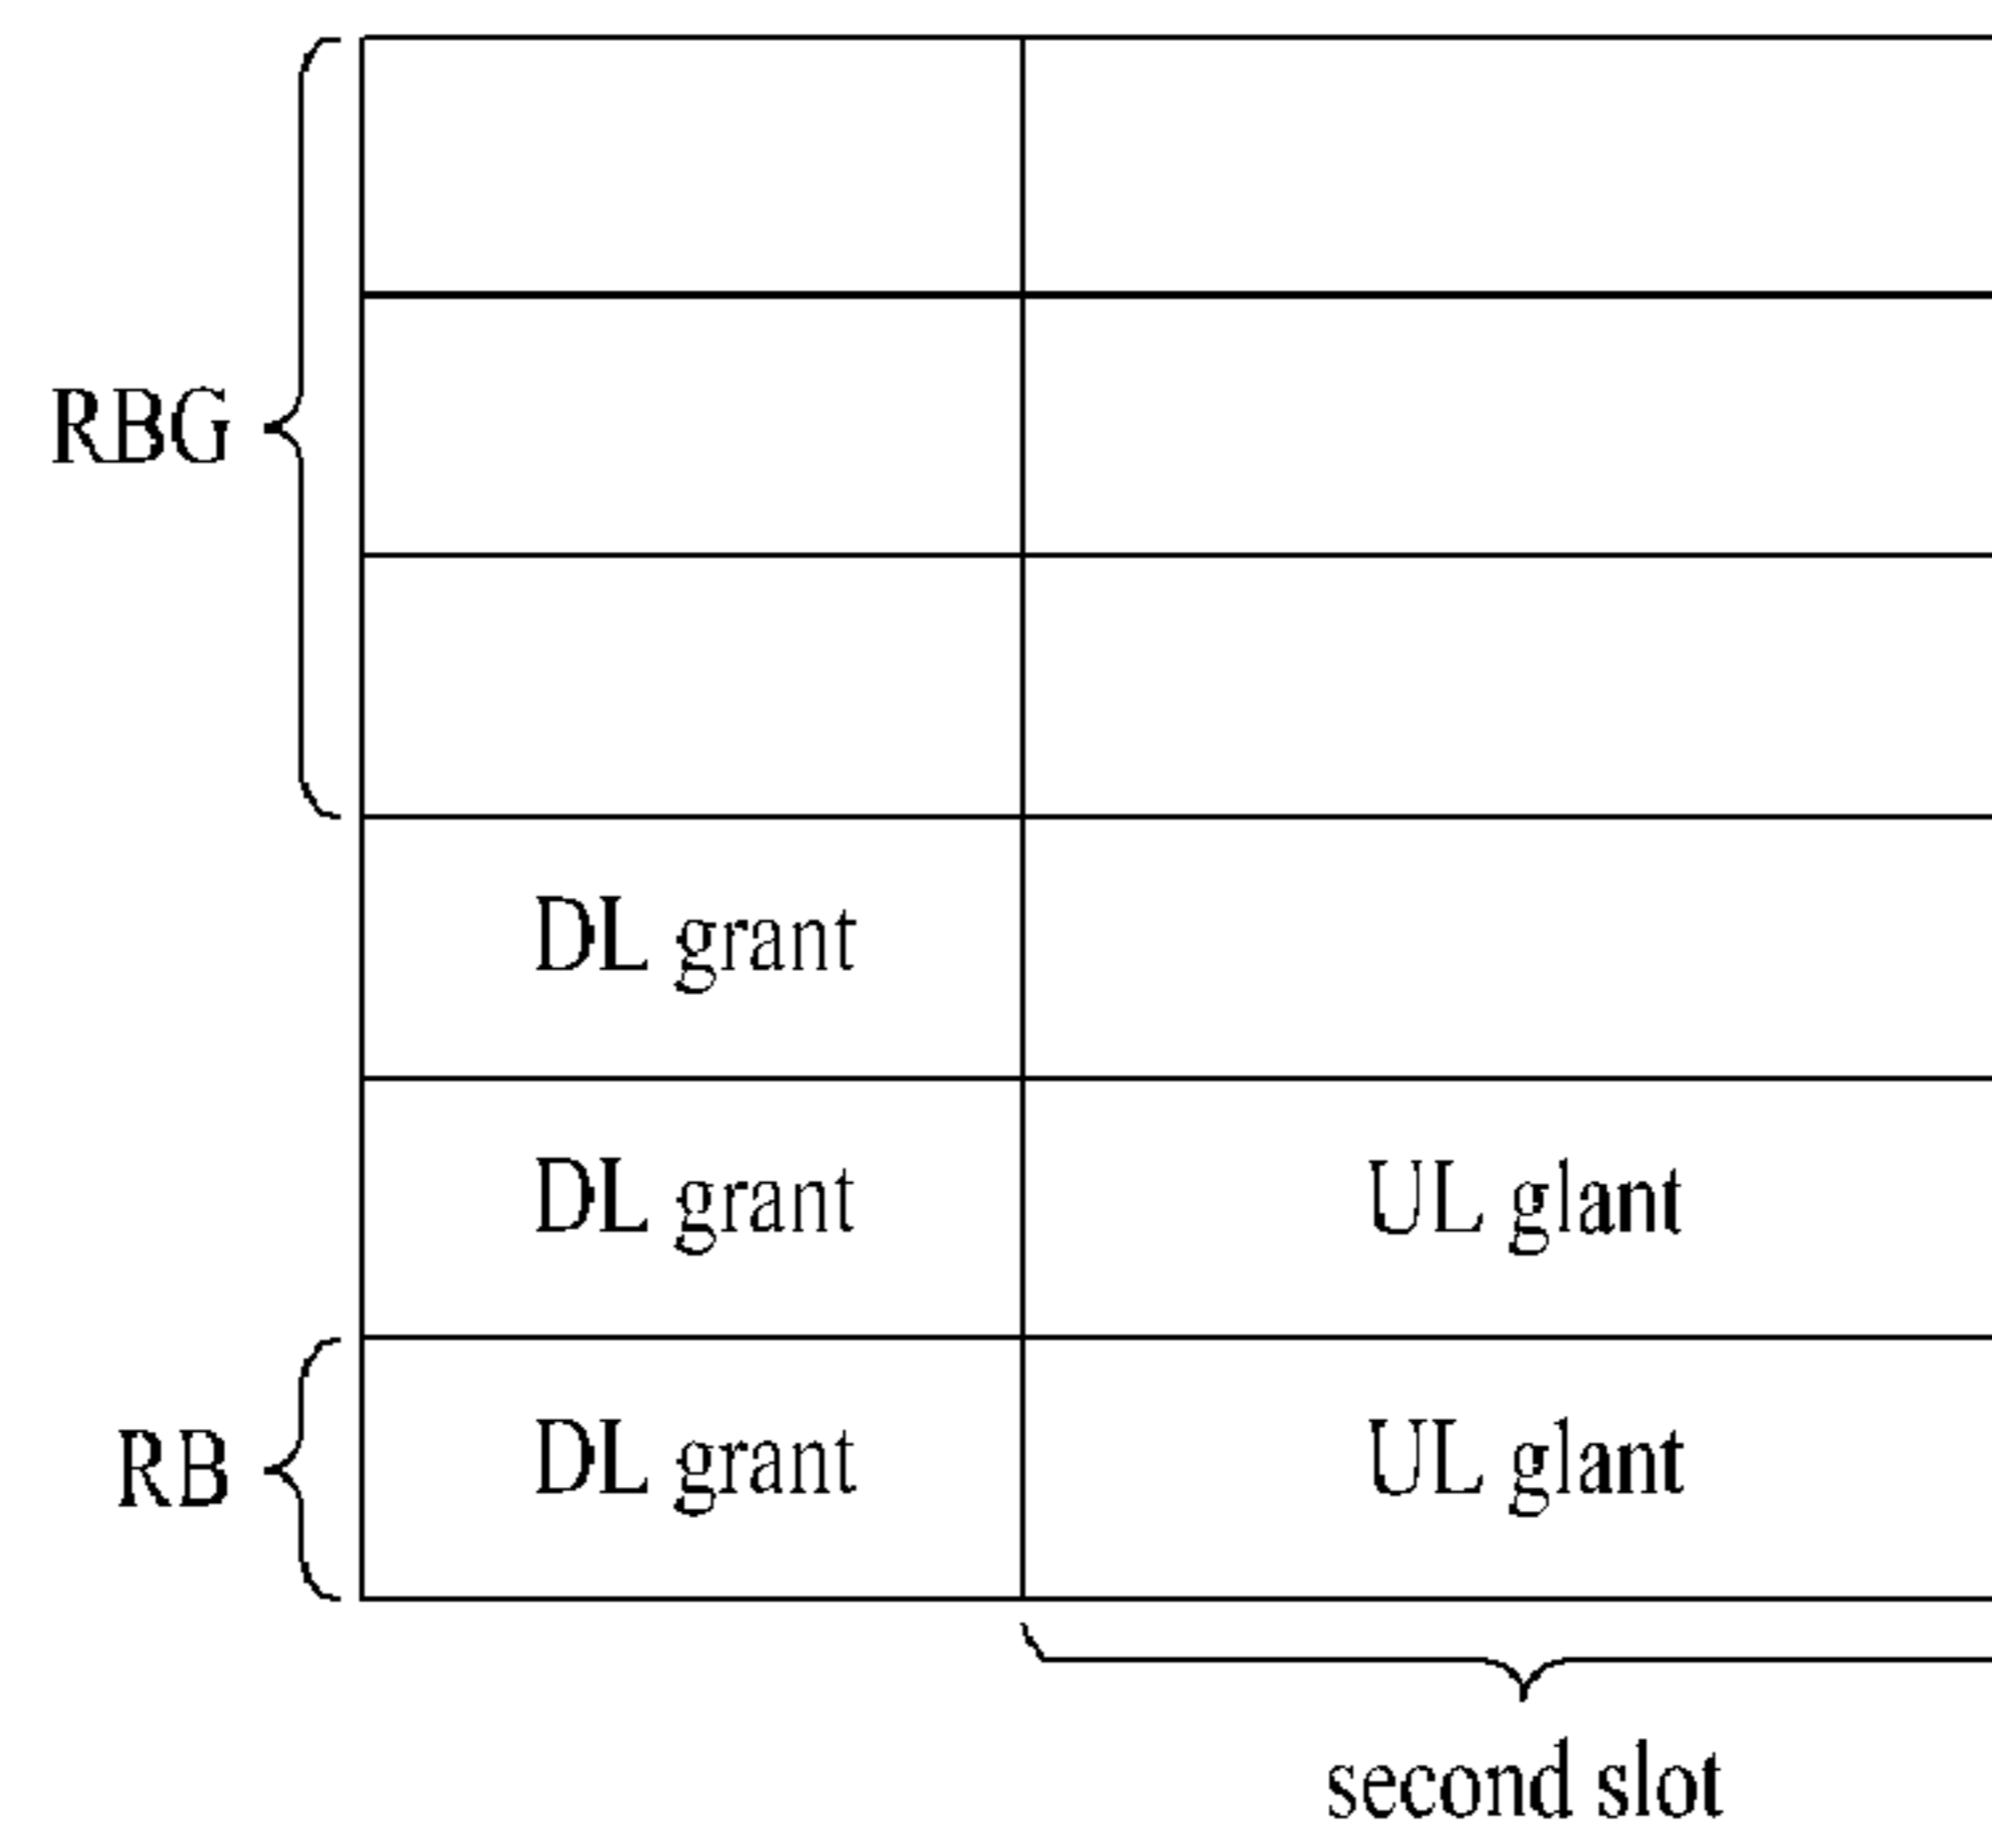 RBG
DL grant
DL grant UL glant
RB DL grant UL glant
second slot